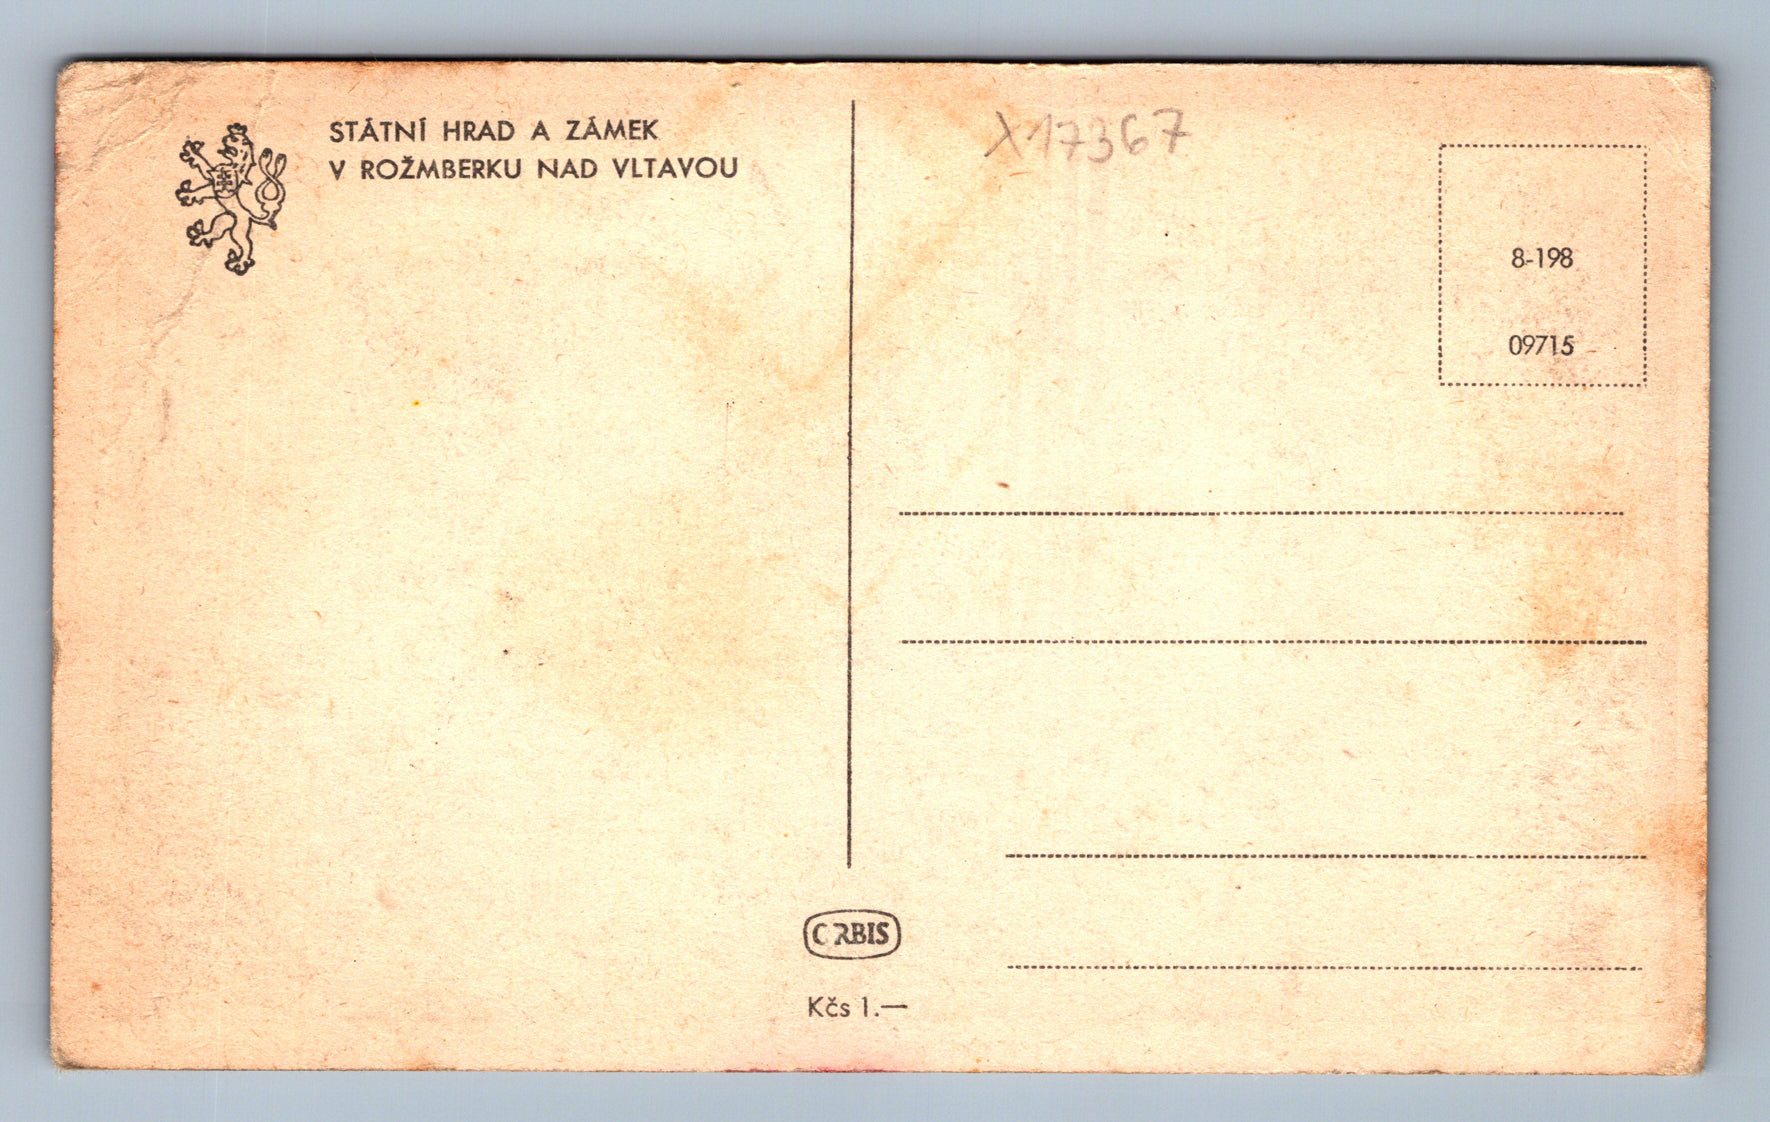 STÁTNÍ HRAD A ZÁMEK
V ROŽMBERKU NAD VLTAVOU
X17367
8-198
09715
ORBIS
Kčs 1.—